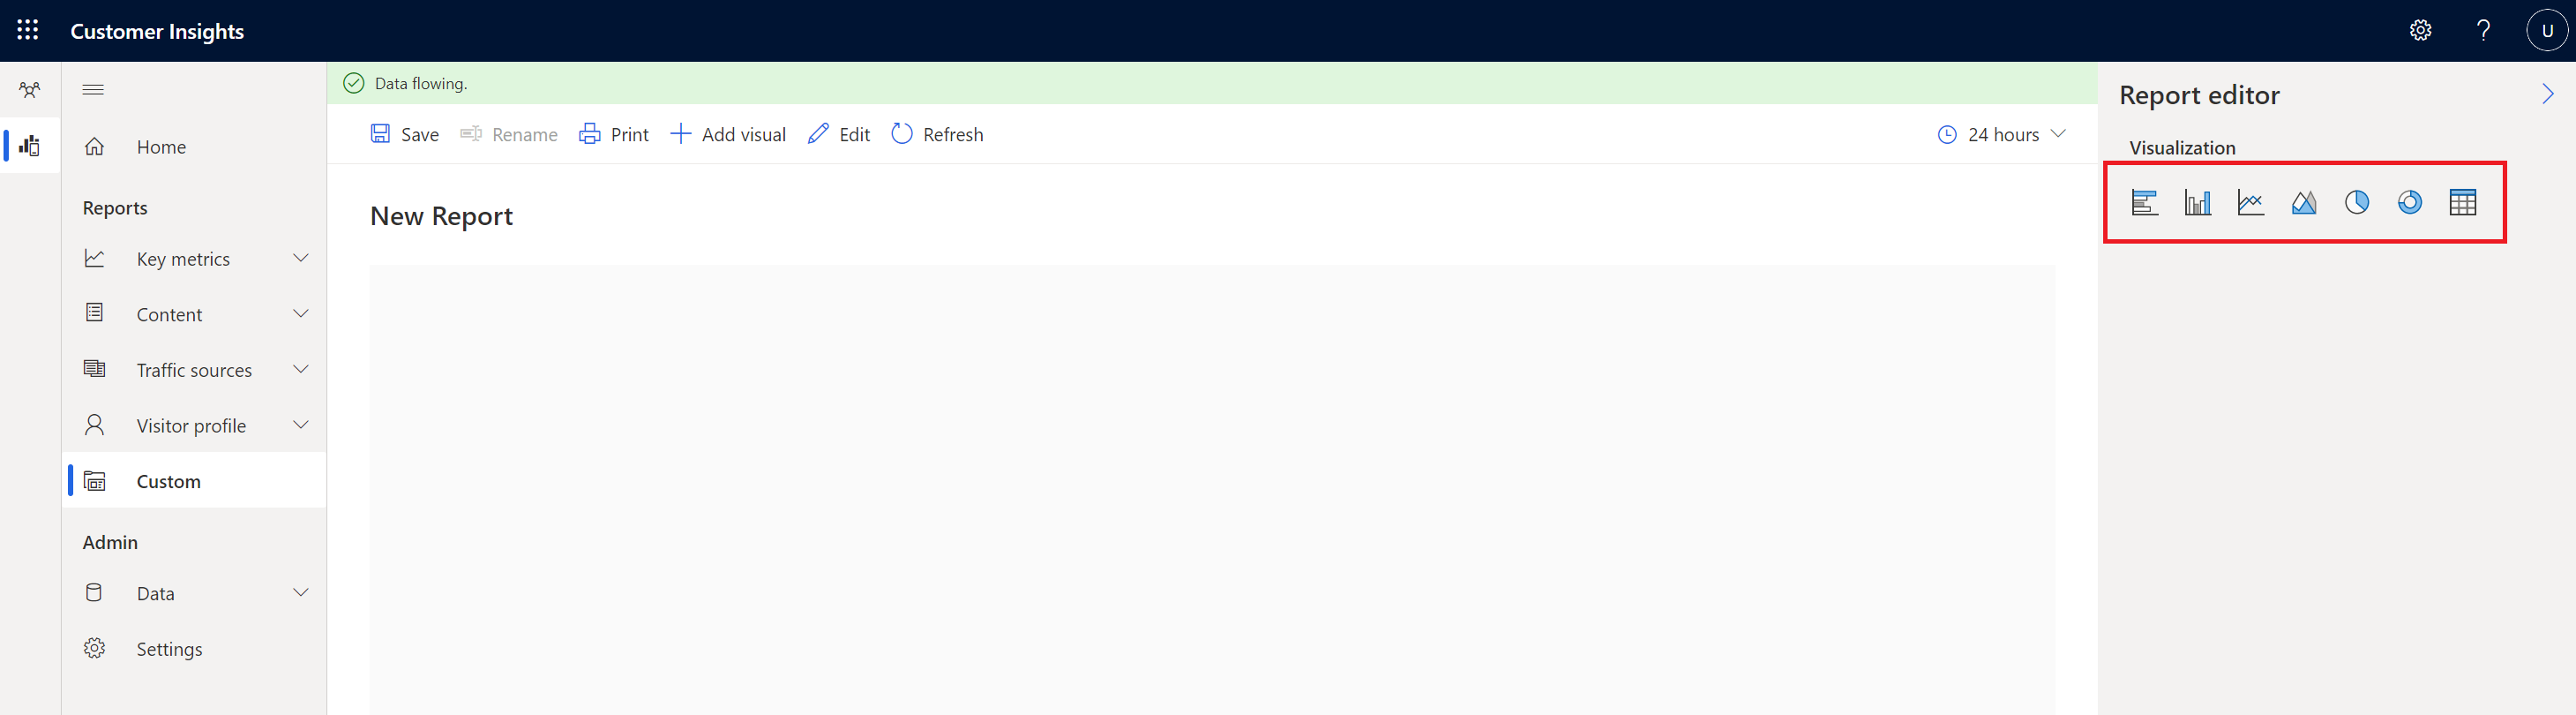 Customer Insights
?
U
Data flowing.
Save
Rename
Print
Add visual
Edit
Refresh
24 hours
Home
Reports
Key metrics
Content
Traffic sources
Visitor profile
Custom
Admin
Data
Settings
New Report
Report editor
Visualization